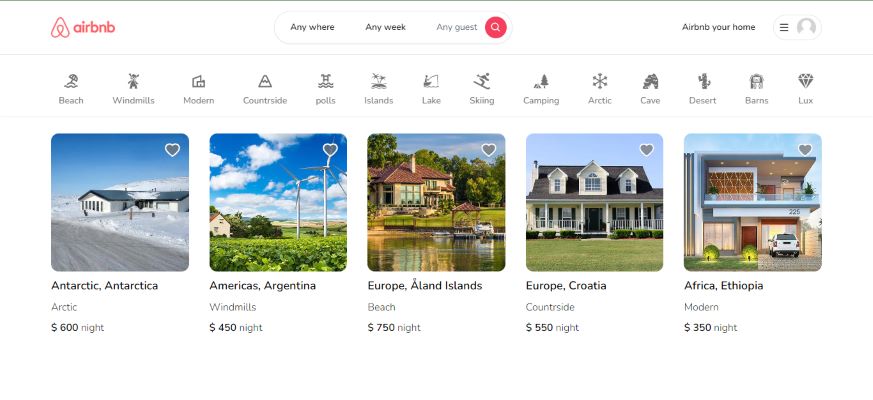 airbnb
Any where Any week Any guest
Airbnb your home
Beach Windmills Modern Countrside polls Islands Lake Skiing Camping Arctic Cave Desert Barns Lux
225
Antarctic, Antarctica
Arctic
$ 600 night
Americas, Argentina
Windmills
$ 450 night
Europe, Åland Islands
Beach
$ 750 night
Europe, Croatia
Countrside
$ 550 night
Africa, Ethiopia
Modern
$ 350 night